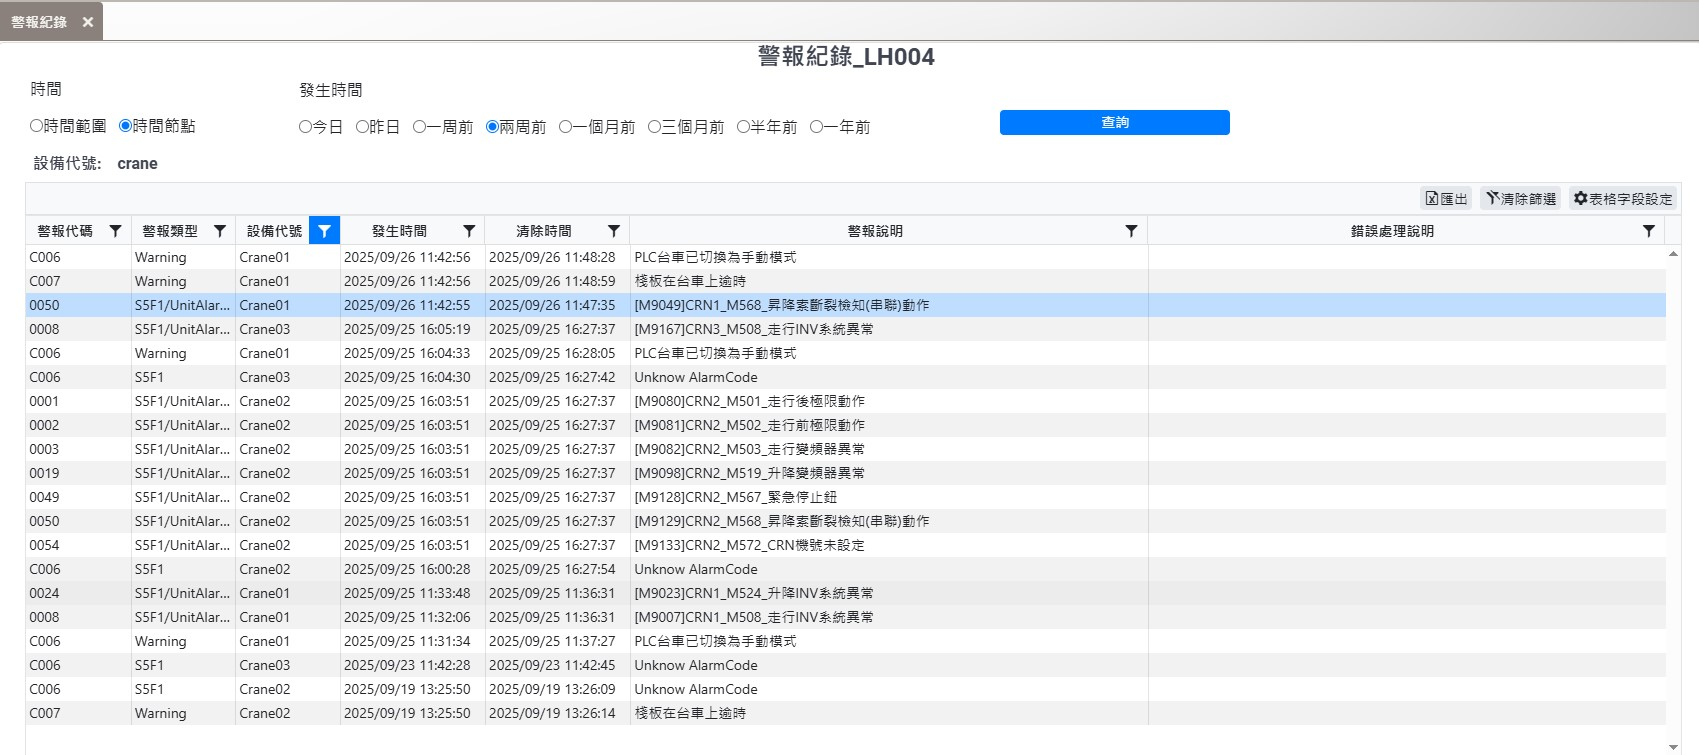 警報紀錄 ×
警報紀錄_LH004
時間 發生時間
時間範圍 時間節點 今日 昨日 一周前 兩周前 一個月前 三個月前 半年前 一年前 查詢
設備代號: crane
匯出 清除篩選 表格字段設定
警報代碼 警報類型 設備代號 發生時間 清除時間 警報說明 錯誤處理說明
C006 Warning Crane01 2025/09/26 11:42:56 2025/09/26 11:48:28 PLC台車已切換為手動模式
C007 Warning Crane01 2025/09/26 11:42:56 2025/09/26 11:48:59 棧板在台車上逾時
0050 S5F1/UnitAlar... Crane01 2025/09/26 11:42:55 2025/09/26 11:47:35 [M9049]CRN1_M568_昇降索斷裂檢知(串聯)動作
0008 S5F1/UnitAlar... Crane03 2025/09/25 16:05:19 2025/09/25 16:27:37 [M9167]CRN3_M508_走行INV系統異常
C006 Warning Crane01 2025/09/25 16:04:33 2025/09/25 16:28:05 PLC台車已切換為手動模式
C006 S5F1 Crane03 2025/09/25 16:04:30 2025/09/25 16:27:42 Unknow AlarmCode
0001 S5F1/UnitAlar... Crane02 2025/09/25 16:03:51 2025/09/25 16:27:37 [M9080]CRN2_M501_走行後極限動作
0002 S5F1/UnitAlar... Crane02 2025/09/25 16:03:51 2025/09/25 16:27:37 [M9081]CRN2_M502_走行前極限動作
0003 S5F1/UnitAlar... Crane02 2025/09/25 16:03:51 2025/09/25 16:27:37 [M9082]CRN2_M503_走行變頻器異常
0019 S5F1/UnitAlar... Crane02 2025/09/25 16:03:51 2025/09/25 16:27:37 [M9098]CRN2_M519_升降變頻器異常
0049 S5F1/UnitAlar... Crane02 2025/09/25 16:03:51 2025/09/25 16:27:37 [M9128]CRN2_M567_緊急停止鈕
0050 S5F1/UnitAlar... Crane02 2025/09/25 16:03:51 2025/09/25 16:27:37 [M9129]CRN2_M568_昇降索斷裂檢知(串聯)動作
0054 S5F1/UnitAlar... Crane02 2025/09/25 16:03:51 2025/09/25 16:27:37 [M9133]CRN2_M572_CRN機號未設定
C006 S5F1 Crane02 2025/09/25 16:00:28 2025/09/25 16:27:54 Unknow AlarmCode
0024 S5F1/UnitAlar... Crane01 2025/09/25 11:33:48 2025/09/25 11:36:31 [M9023]CRN1_M524_升降INV系統異常
0008 S5F1/UnitAlar... Crane01 2025/09/25 11:32:06 2025/09/25 11:36:31 [M9007]CRN1_M508_走行INV系統異常
C006 Warning Crane01 2025/09/25 11:31:34 2025/09/25 11:37:27 PLC台車已切換為手動模式
C006 S5F1 Crane03 2025/09/23 11:42:28 2025/09/23 11:42:45 Unknow AlarmCode
C006 S5F1 Crane02 2025/09/19 13:25:50 2025/09/19 13:26:09 Unknow AlarmCode
C007 Warning Crane02 2025/09/19 13:25:50 2025/09/19 13:26:14 棧板在台車上逾時